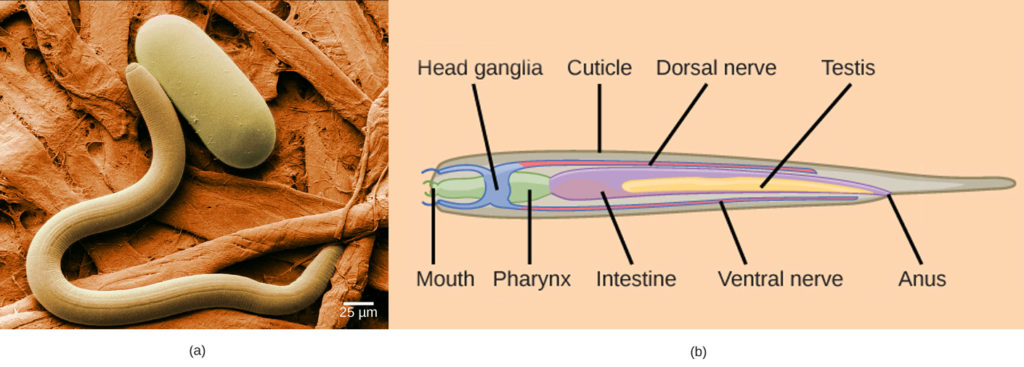 Head ganglia Cuticle Dorsal nerve Testis
Mouth Pharynx Intestine Ventral nerve Anus
25 µm
(a) (b)